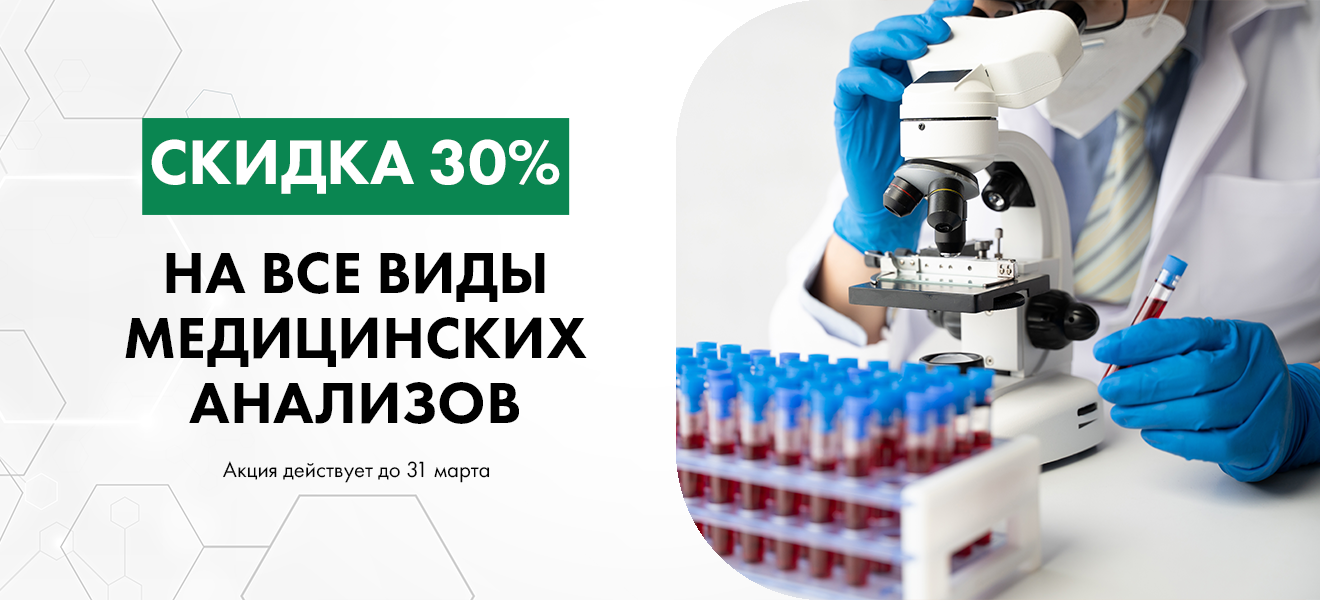 СКИДКА 30%
НА ВСЕ ВИДЫ
МЕДИЦИНСКИХ
АНАЛИЗОВ
Акция действует до 31 марта